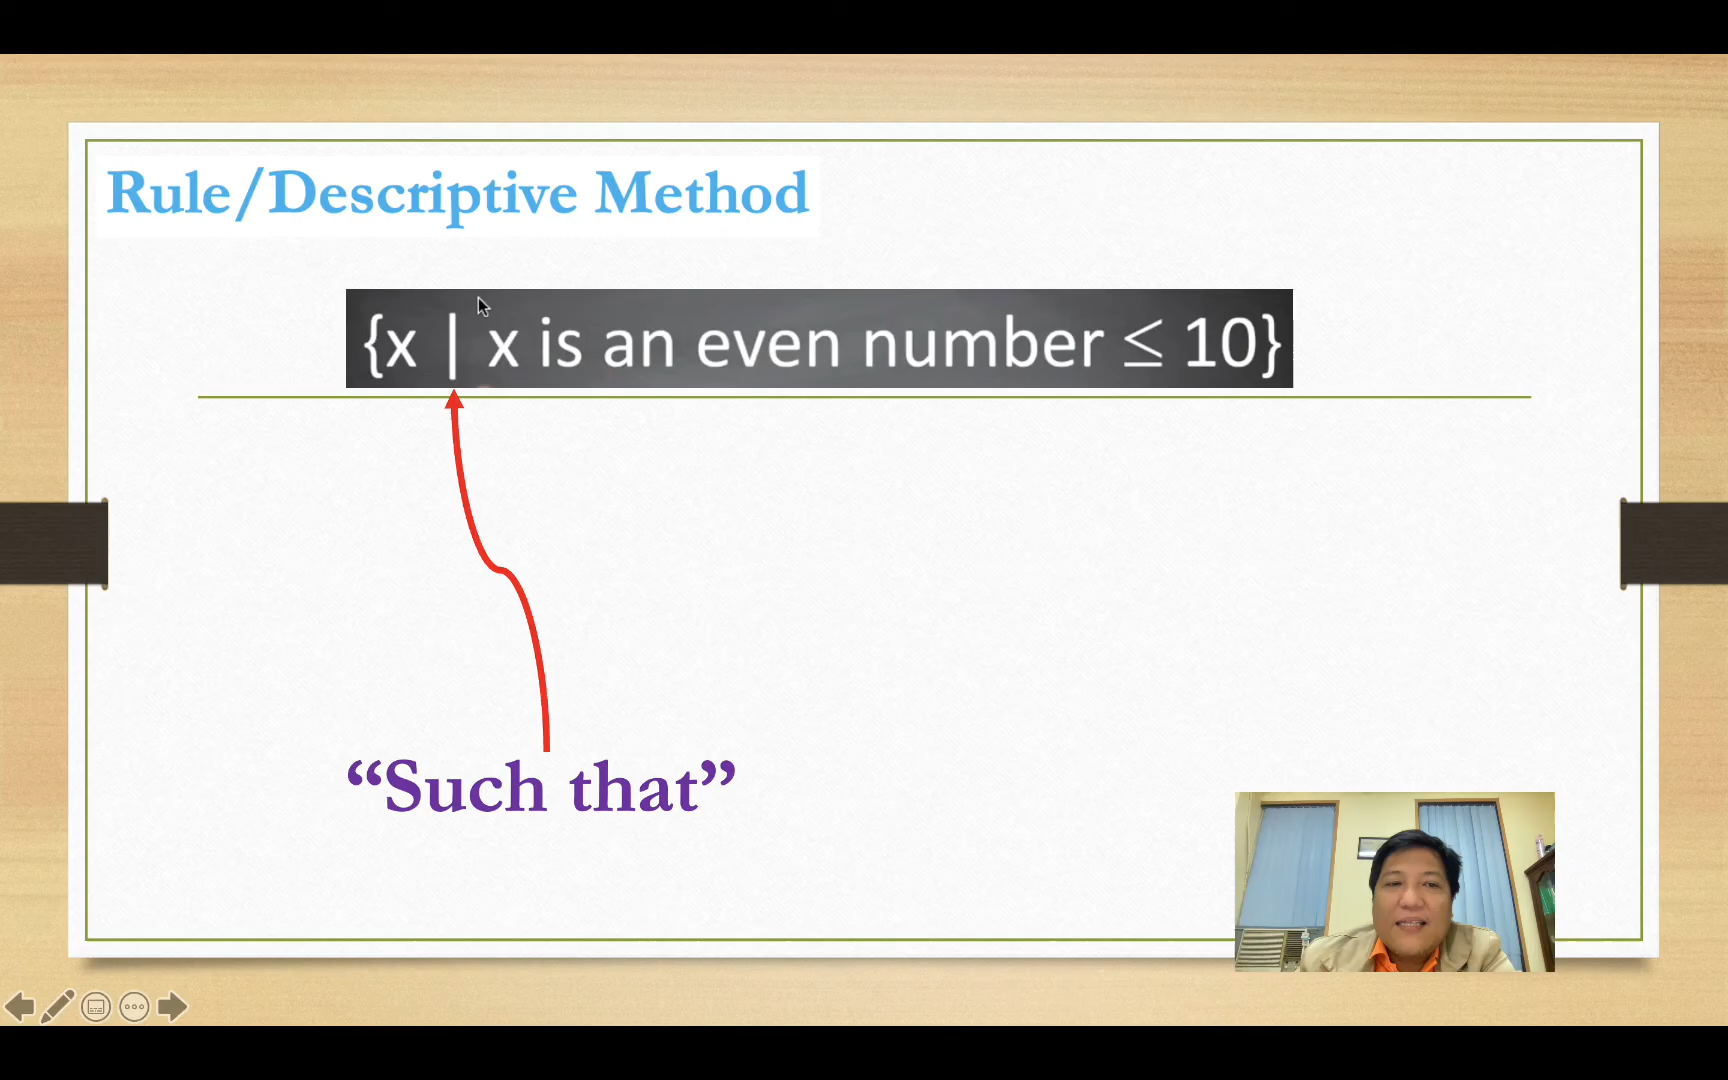 Rule/Descriptive Method
{x | x is an even number ≤ 10}
“Such that”